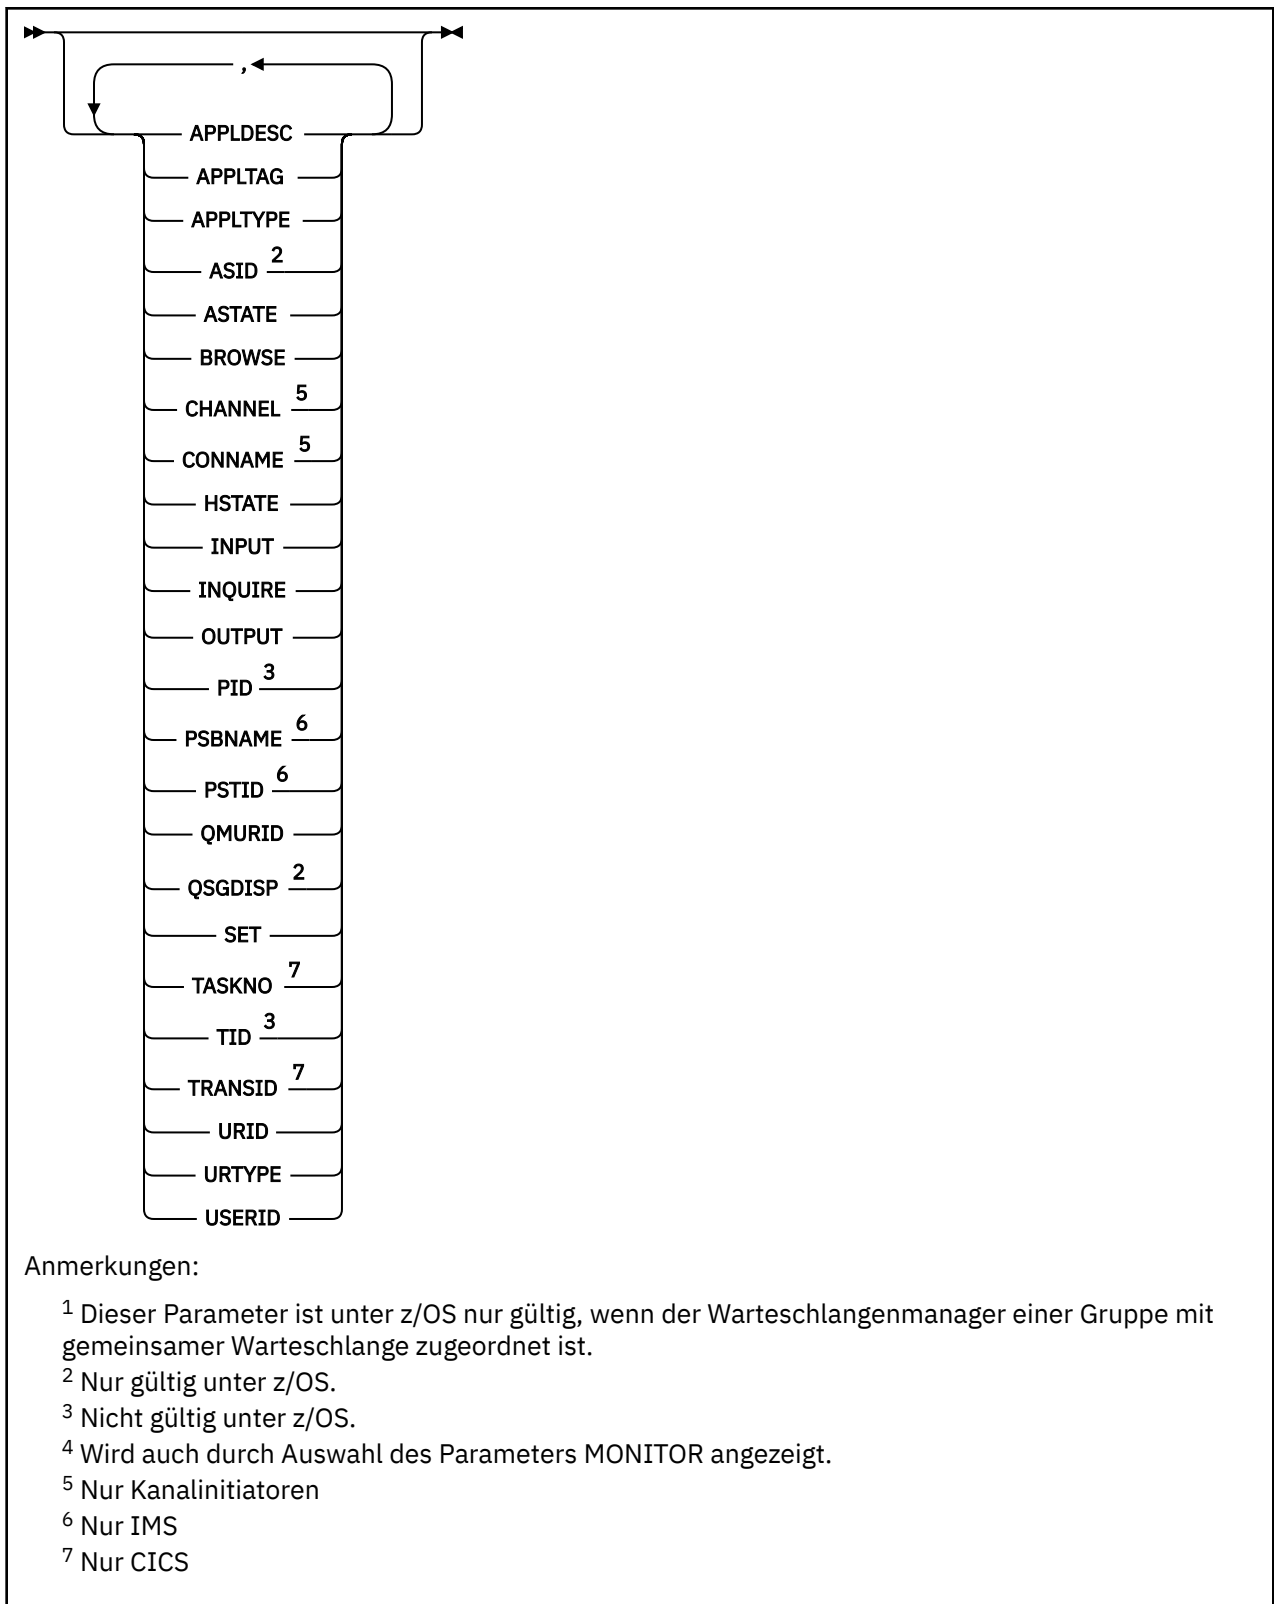 ,
APPLDESC
APPLTAG
APPLTYPE
ASID 2
ASTATE
BROWSE
CHANNEL 5
CONNAME 5
HSTATE
INPUT
INQUIRE
OUTPUT
PID 3
PSBNAME 6
PSTID 6
QMURID
QSGDISP 2
SET
TASKNO 7
TID 3
TRANSID 7
URID
URTYPE
USERID
Anmerkungen:
1 Dieser Parameter ist unter z/OS nur gültig, wenn der Warteschlangenmanager einer Gruppe mit
gemeinsamer Warteschlange zugeordnet ist.
2 Nur gültig unter z/OS.
3 Nicht gültig unter z/OS.
4 Wird auch durch Auswahl des Parameters MONITOR angezeigt.
5 Nur Kanalinitiatoren
6 Nur IMS
7 Nur CICS